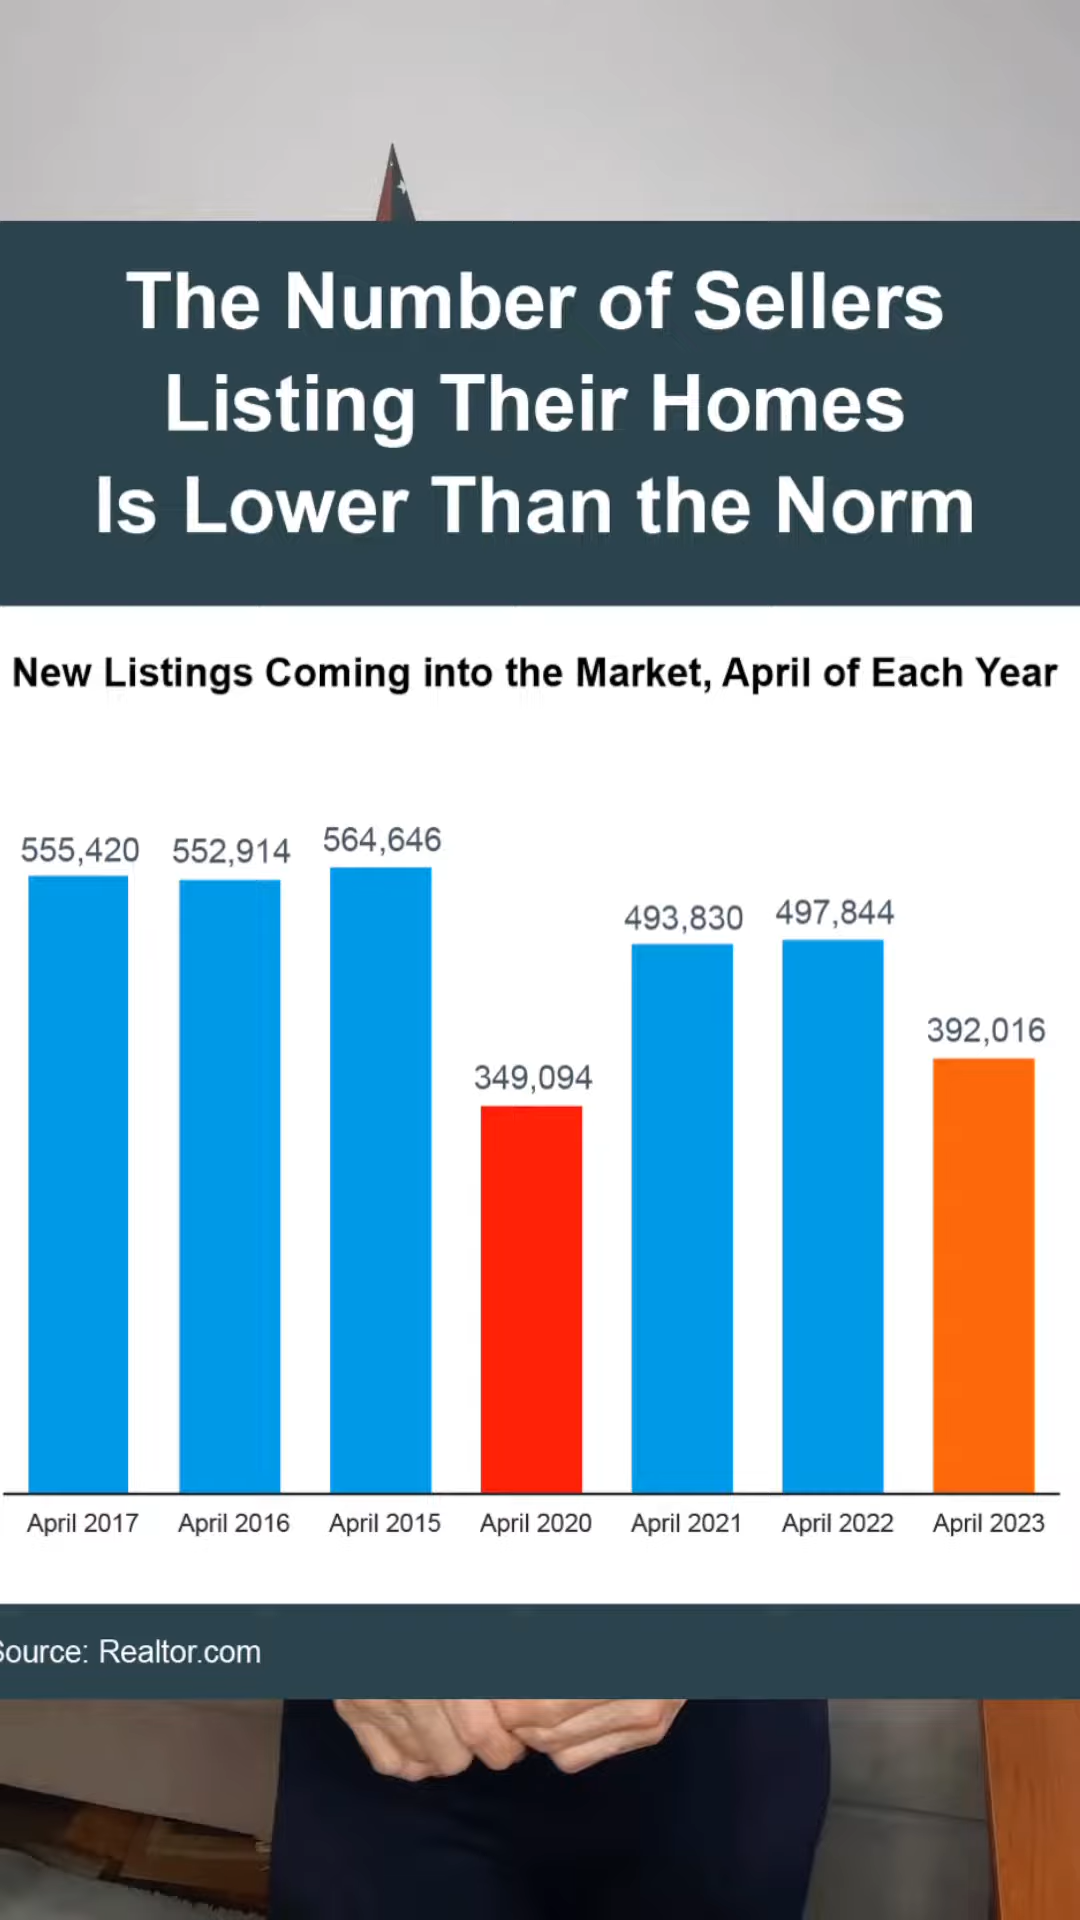 The Number of Sellers
Listing Their Homes
Is Lower Than the Norm
New Listings Coming into the Market, April of Each Year
555,420 552,914 564,646 349,094 493,830 497,844 392,016
April 2017 April 2016 April 2015 April 2020 April 2021 April 2022 April 2023
Source: Realtor.com